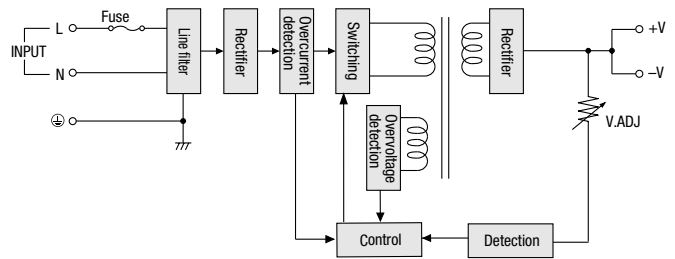 Fuse
L
INPUT
N
Line filter
Rectifier
Overcurrent
detection
Switching
Rectifier
+V
–V
V.ADJ
Overvoltage
detection
Control
Detection